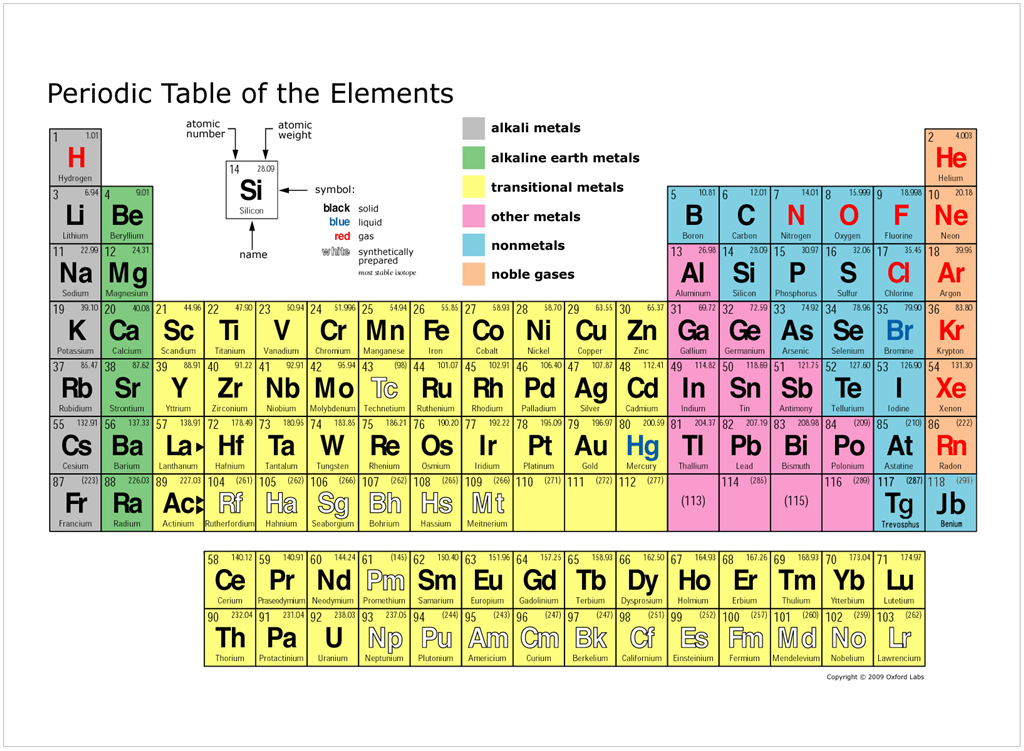 Periodic Table of the Elements
atomic number
atomic weight
14 28.09
Si
Silicon
name
symbol:
black solid
blue liquid
red gas
white synthetically prepared
most stable isotope
alkali metals
alkaline earth metals
transitional metals
other metals
nonmetals
noble gases
1 1.01 2 4.003
H He
Hydrogen Helium
3 6.94 4 9.01 5 10.81 6 12.01 7 14.01 8 15.999 9 18.998 10 20.18
Li Be B C N O F Ne
Lithium Beryllium Boron Carbon Nitrogen Oxygen Fluorine Neon
11 22.99 12 24.31 13 26.98 14 28.09 15 30.97 16 32.06 17 35.45 18 39.95
Na Mg Al Si P S Cl Ar
Sodium Magnesium Aluminum Silicon Phosphorus Sulfur Chlorine Argon
19 39.10 20 40.08 21 44.96 22 47.90 23 50.94 24 51.996 25 54.94 26 55.85 27 58.93 28 58.70 29 63.55 30 65.37 31 69.72 32 72.59 33 74.92 34 78.96 35 79.90 36 83.80
K Ca Sc Ti V Cr Mn Fe Co Ni Cu Zn Ga Ge As Se Br Kr
Potassium Calcium Scandium Titanium Vanadium Chromium Manganese Iron Cobalt Nickel Copper Zinc Gallium Germanium Arsenic Selenium Bromine Krypton
37 85.47 38 87.62 39 88.91 40 91.22 41 92.91 42 95.94 43 (98) 44 101.07 45 102.91 46 106.40 47 107.87 48 112.41 49 114.82 50 118.69 51 121.75 52 127.60 53 126.90 54 131.30
Rb Sr Y Zr Nb Mo Tc Ru Rh Pd Ag Cd In Sn Sb Te I Xe
Rubidium Strontium Yttrium Zirconium Niobium Molybdenum Technetium Ruthenium Rhodium Palladium Silver Cadmium Indium Tin Antimony Tellurium Iodine Xenon
55 132.91 56 137.33 57 138.91 72 178.49 73 180.95 74 183.85 75 186.21 76 190.20 77 192.22 78 195.09 79 196.97 80 200.59 81 204.37 82 207.19 83 208.98 84 (209) 85 (210) 86 (222)
Cs Ba La Hf Ta W Re Os Ir Pt Au Hg Tl Pb Bi Po At Rn
Cesium Barium Lanthanum Hafnium Tantalum Tungsten Rhenium Osmium Iridium Platinum Gold Mercury Thallium Lead Bismuth Polonium Astatine Radon
87 (223) 88 226.03 89 227.03 104 (261) 105 (262) 106 (266) 107 (262) 108 (265) 109 (266) 110 (271) 111 (272) 112 (277) 114 (285) 116 (289) 117 (287) 118 (293)
Fr Ra Ac Rf Ha Sg Bh Hs Mt (113) (115) Tg Jb
Francium Radium Actinium Rutherfordium Hahnium Seaborgium Bohrium Hassium Meitnerium Trevosphus Benium
58 140.12 59 140.91 60 144.24 61 (145) 62 150.40 63 151.96 64 157.25 65 158.93 66 162.50 67 164.93 68 167.26 69 168.93 70 173.04 71 174.97
Ce Pr Nd Pm Sm Eu Gd Tb Dy Ho Er Tm Yb Lu
Cerium Praseodymium Neodymium Promethium Samarium Europium Gadolinium Terbium Dysprosium Holmium Erbium Thulium Ytterbium Lutetium
90 232.04 91 231.04 92 238.03 93 237.05 94 (244) 95 (243) 96 (247) 97 (247) 98 (251) 99 (252) 100 (257) 101 (260) 102 (259) 103 (262)
Th Pa U Np Pu Am Cm Bk Cf Es Fm Md No Lr
Thorium Protactinium Uranium Neptunium Plutonium Americium Curium Berkelium Californium Einsteinium Fermium Mendelevium Nobelium Lawrencium
Copyright © 2009 Oxford Labs